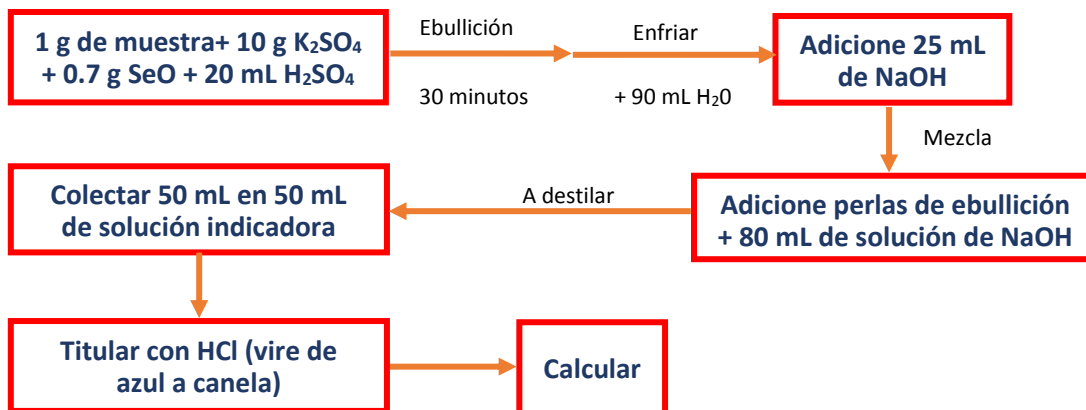 1 g de muestra+ 10 g K₂SO₄
+ 0.7 g SeO + 20 mL H₂SO₄
Ebullición
30 minutos
Enfriar
+ 90 mL H₂0
Adicione 25 mL
de NaOH
Mezcla
Adicione perlas de ebullición
+ 80 mL de solución de NaOH
A destilar
Colectar 50 mL en 50 mL
de solución indicadora
Titular con HCl (vire de
azul a canela)
Calcular